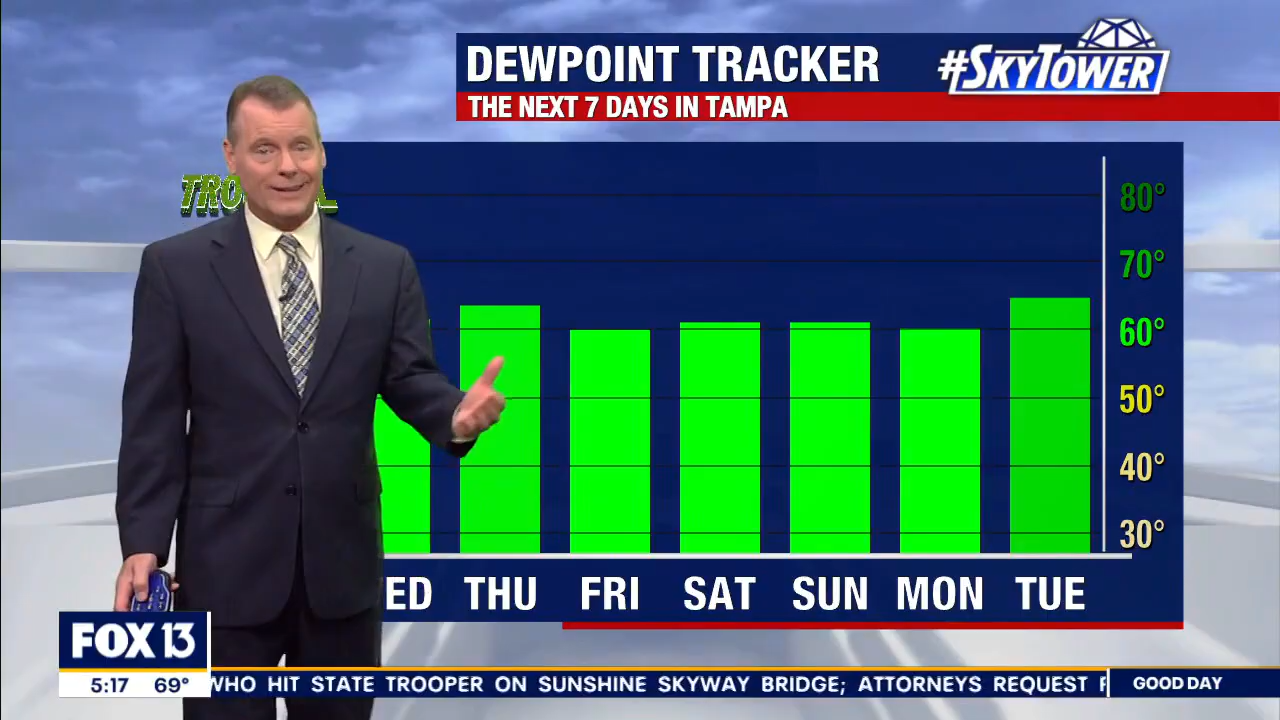 DEWPOINT TRACKER
#SKYTOWER
THE NEXT 7 DAYS IN TAMPA
80°
70°
60°
50°
40°
30°
ED THU FRI SAT SUN MON TUE
FOX 13
5:17 69°
WHO HIT STATE TROOPER ON SUNSHINE SKYWAY BRIDGE; ATTORNEYS REQUEST
GOOD DAY